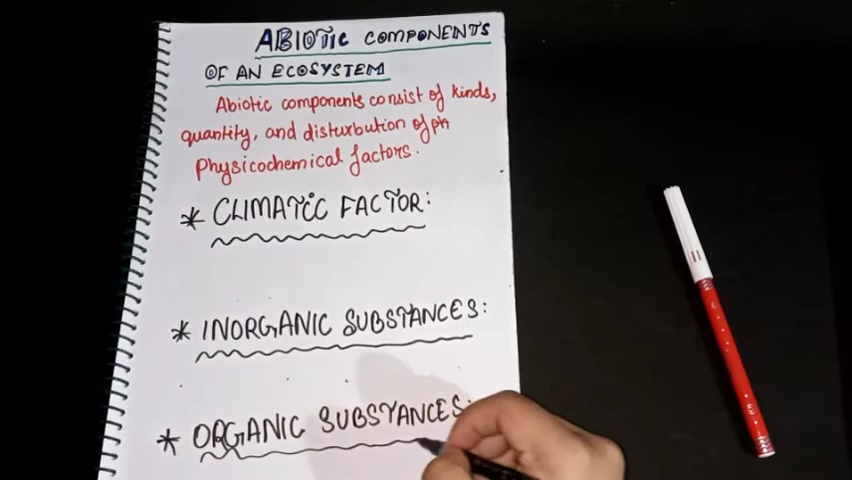 ABIOTIC COMPONENTS
OF AN ECOSYSTEM
Abiotic components consist of kinds,
quantity, and disturbution of ph
Physicochemical factors.
* CLIMATIC FACTOR:
* INORGANIC SUBSTANCES:
* ORGANIC SUBSTANCES: